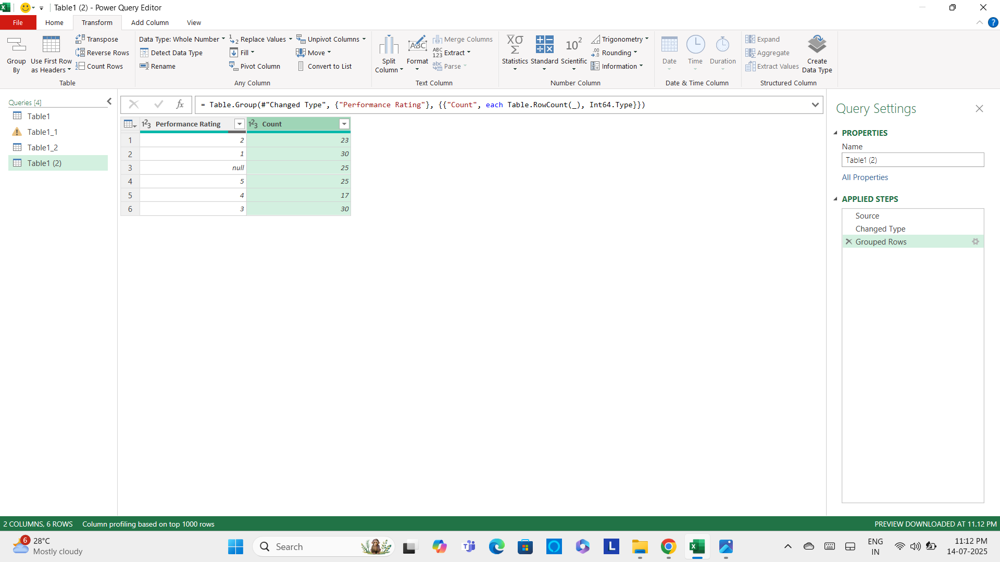 Table1 (2) - Power Query Editor
File Home Transform Add Column View
Group By
Use First Row as Headers
Transpose
Reverse Rows
Count Rows
Table
Data Type: Whole Number
Detect Data Type
Rename
Replace Values
Fill
Pivot Column
Unpivot Columns
Move
Convert to List
Any Column
Split Column
Format
Merge Columns
Extract
Parse
Text Column
Statistics
Standard
Scientific
Trigonometry
Rounding
Information
Number Column
Date
Time
Duration
Date & Time Column
Expand
Aggregate
Extract Values
Structured Column
Create Data Type
Queries [4]
Table1
Table1_1
Table1_2
Table1 (2)
= Table.Group(#"Changed Type", {"Performance Rating"}, {{"Count", each Table.RowCount(_), Int64.Type}})
Performance Rating Count
1 2 23
2 1 30
3 null 25
4 5 25
5 4 17
6 3 30
Query Settings
PROPERTIES
Name
Table1 (2)
All Properties
APPLIED STEPS
Source
Changed Type
Grouped Rows
2 COLUMNS, 6 ROWS Column profiling based on top 1000 rows
PREVIEW DOWNLOADED AT 11.12 PM
6
28°C
Mostly cloudy
Search
L
ENG
IN
11:12 PM
14-07-2025